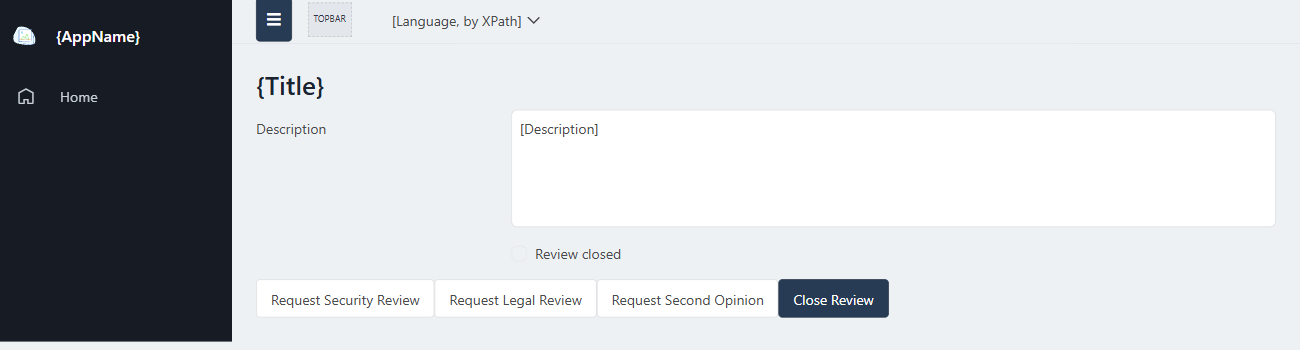 {AppName}
Home
TOPBAR
[Language, by XPath]
{Title}
Description
[Description]
Review closed
Request Security Review
Request Legal Review
Request Second Opinion
Close Review